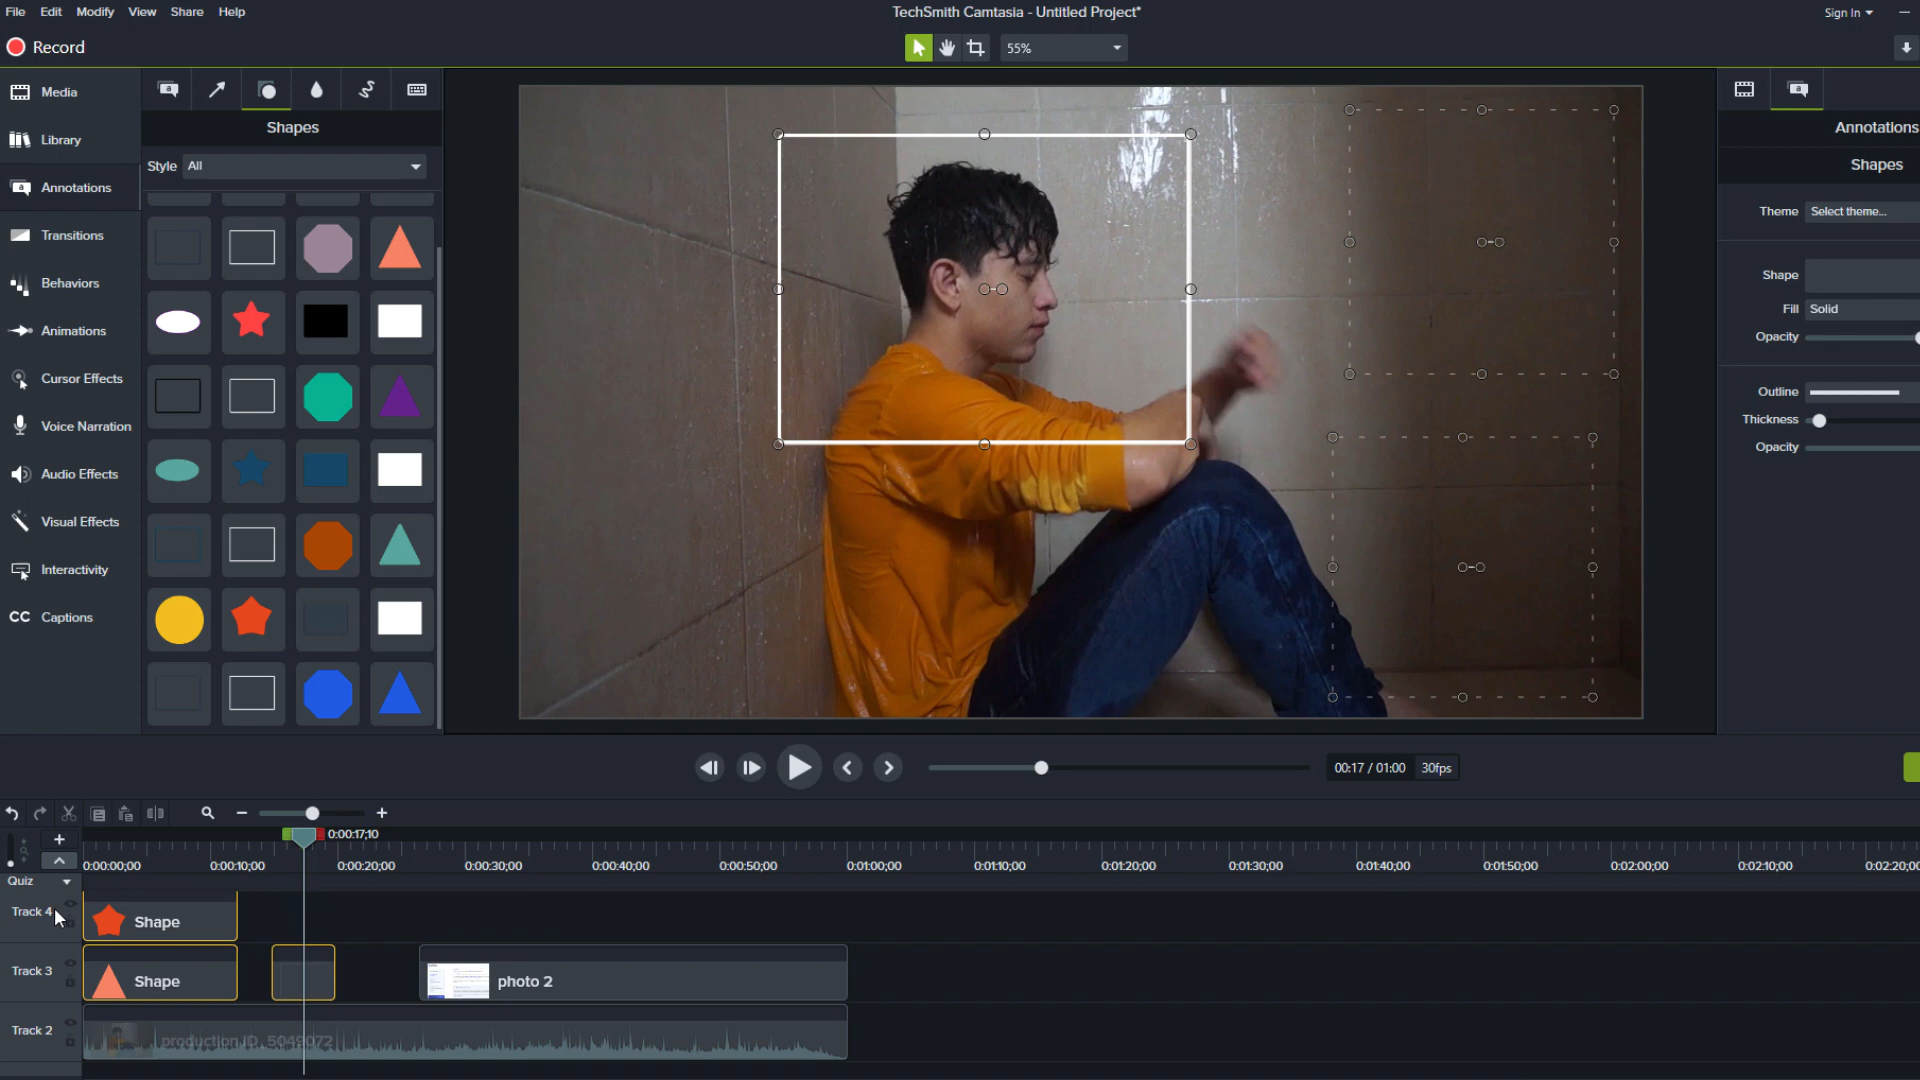 File Edit Modify View Share Help
TechSmith Camtasia - Untitled Project*
Sign In
Record
55%
Media
Library
Annotations
Transitions
Behaviors
Animations
Cursor Effects
Voice Narration
Audio Effects
Visual Effects
Interactivity
CC Captions
a
Shapes
Style All
a
Annotations
Shapes
Theme Select theme...
Shape
Fill Solid
Opacity
Outline
Thickness
Opacity
00:17 / 01:00 30fps
0:00:17;10
0:00:00;00 0:00:10;00 0:00:20;00 0:00:30;00 0:00:40;00 0:00:50;00 0:01:00;00 0:01:10;00 0:01:20;00 0:01:30;00 0:01:40;00 0:01:50;00 0:02:00;00 0:02:10;00 0:02:20;00
Quiz
Track 4 Shape
Track 3 Shape photo 2
Track 2 production ID_5049072